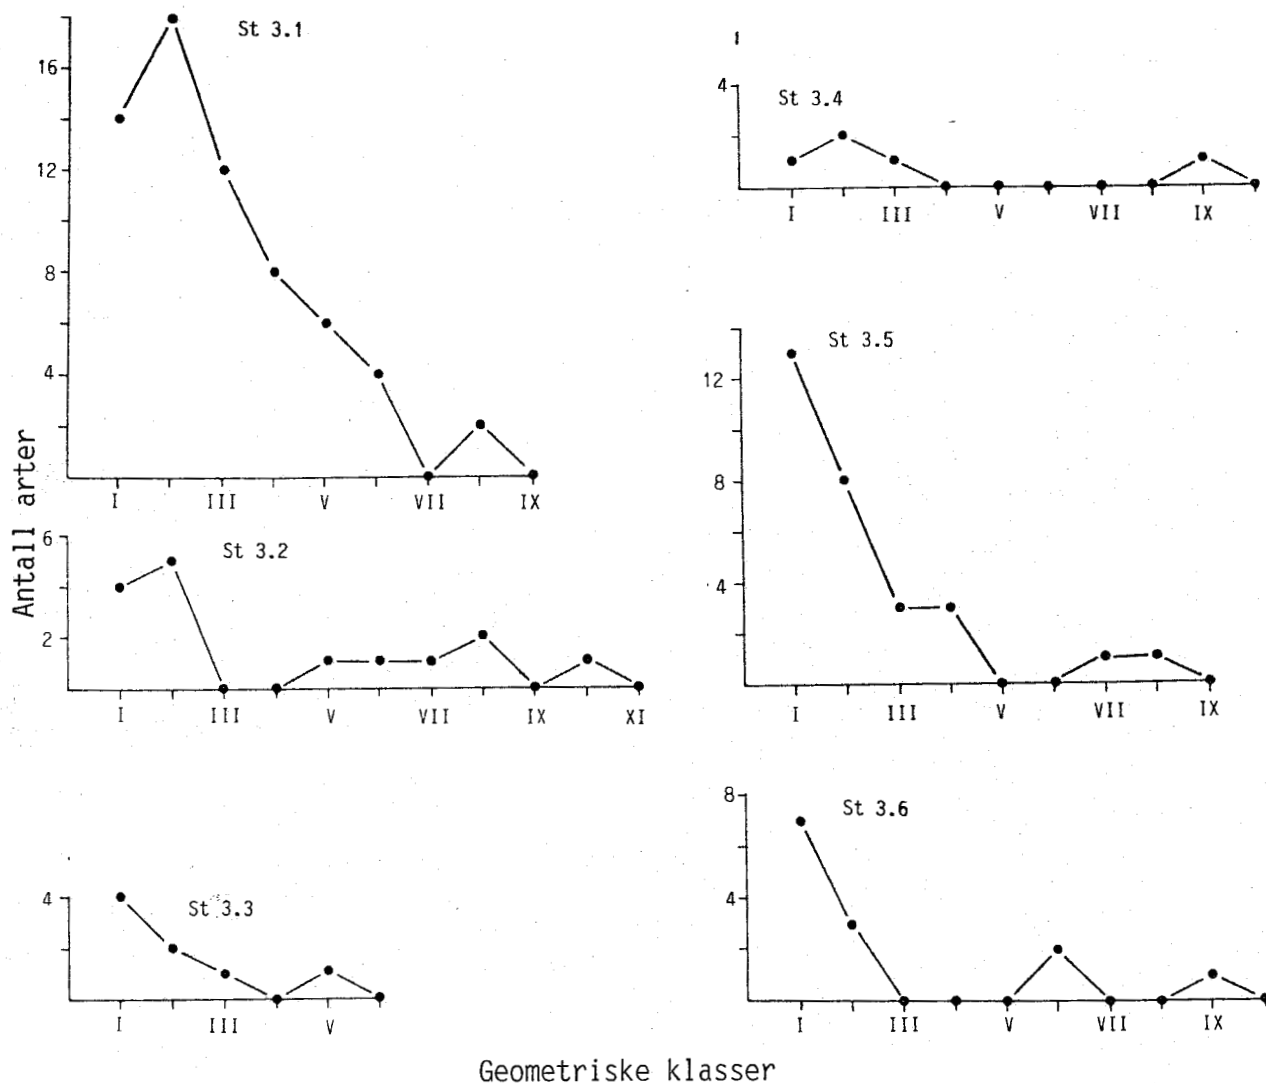 St 3.1
16
12
8
4
I III V VII IX
St 3.2
6
2
I III V VII IX XI
St 3.3
4
I III V
St 3.4
4
I III V VII IX
St 3.5
12
8
4
I III V VII IX
St 3.6
8
4
I III V VII IX
Antall arter
Geometriske klasser